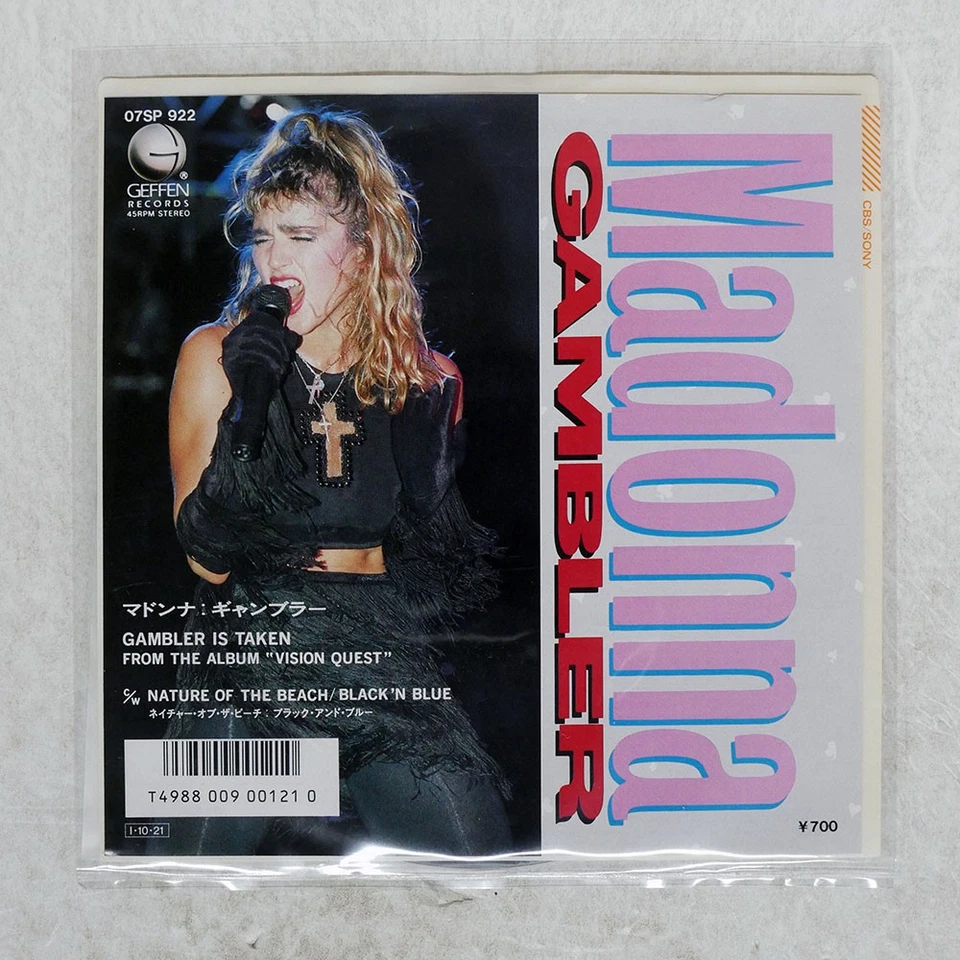 07SP 922
G
®
GEFFEN
RECORDS
45RPM STEREO
マドンナ:ギャンブラー
GAMBLER IS TAKEN
FROM THE ALBUM "VISION QUEST"
c/w NATURE OF THE BEACH/BLACK'N BLUE
ネイチャー・オブ・ザ・ビーチ:ブラック・アンド・ブルー
T4988 009 00121 0
I·10·21
Madonna
GAMBLER
CBS/SONY
¥700